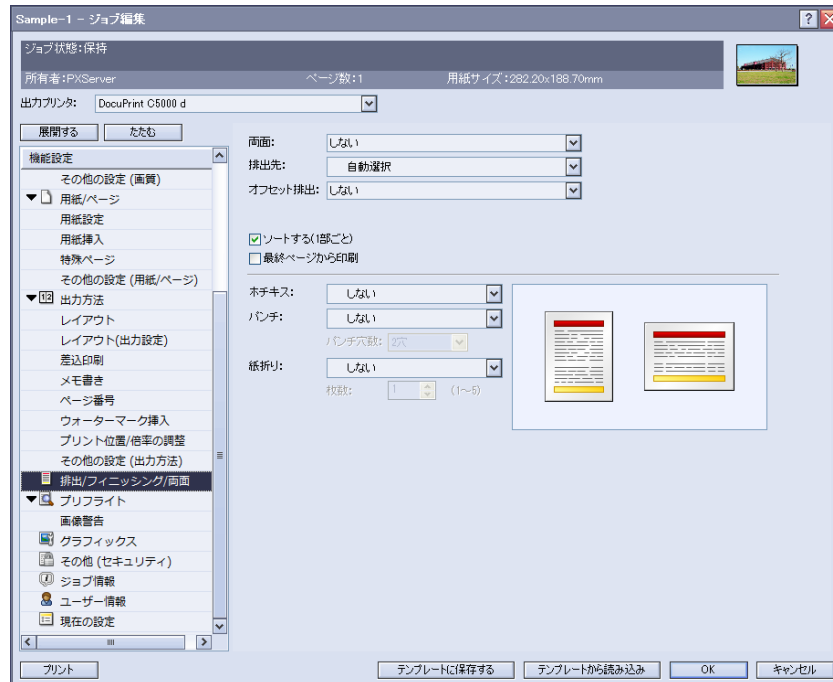 Sample-1 - ジョブ編集
ジョブ状態:保持
所有者:PXServer ページ数:1 用紙サイズ:282.20x188.70mm
出力プリンタ: DocuPrint C5000 d
展開する たたむ
機能設定
その他の設定 (画質)
用紙/ページ
用紙設定
用紙挿入
特殊ページ
その他の設定 (用紙/ページ)
出力方法
レイアウト
レイアウト(出力設定)
差込印刷
メモ書き
ページ番号
ウォーターマーク挿入
プリント位置/倍率の調整
その他の設定 (出力方法)
排出/フィニッシング/両面
プリフライト
画像警告
グラフィックス
その他 (セキュリティ)
ジョブ情報
ユーザー情報
現在の設定
両面: しない
排出先: 自動選択
オフセット排出: しない
ソートする(1部ごと)
最終ページから印刷
ホチキス: しない
パンチ: しない
パンチ穴数: 2穴
紙折り: しない
枚数: 1 (1~5)
プリント テンプレートに保存する テンプレートから読み込み OK キャンセル